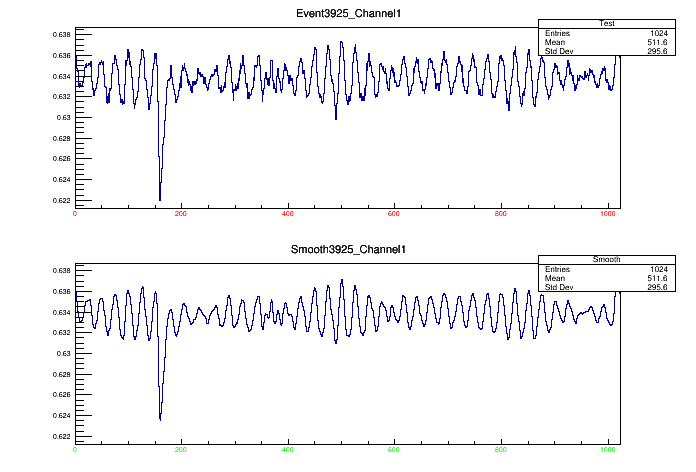 Event3925_Channel1
Test
Entries 1024
Mean 511.6
Std Dev 295.6
0.638
0.636
0.634
0.632
0.63
0.628
0.626
0.624
0.622
0 200 400 600 800 1000
Smooth3925_Channel1
Smooth
Entries 1024
Mean 511.6
Std Dev 295.6
0.638
0.636
0.634
0.632
0.63
0.628
0.626
0.624
0.622
0 200 400 600 800 1000